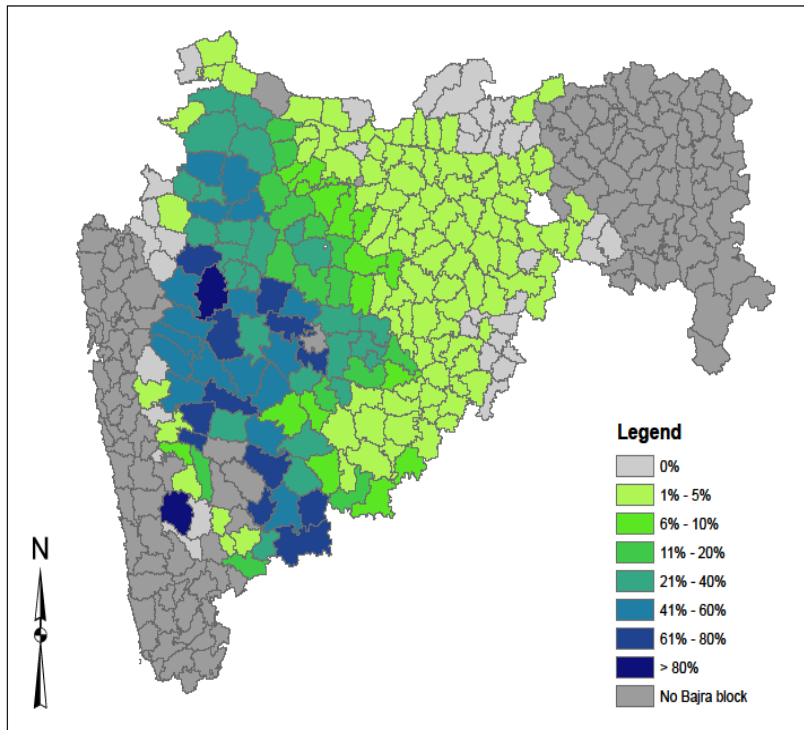 Legend
0%
1% - 5%
6% - 10%
11% - 20%
21% - 40%
41% - 60%
61% - 80%
> 80%
No Bajra block
N